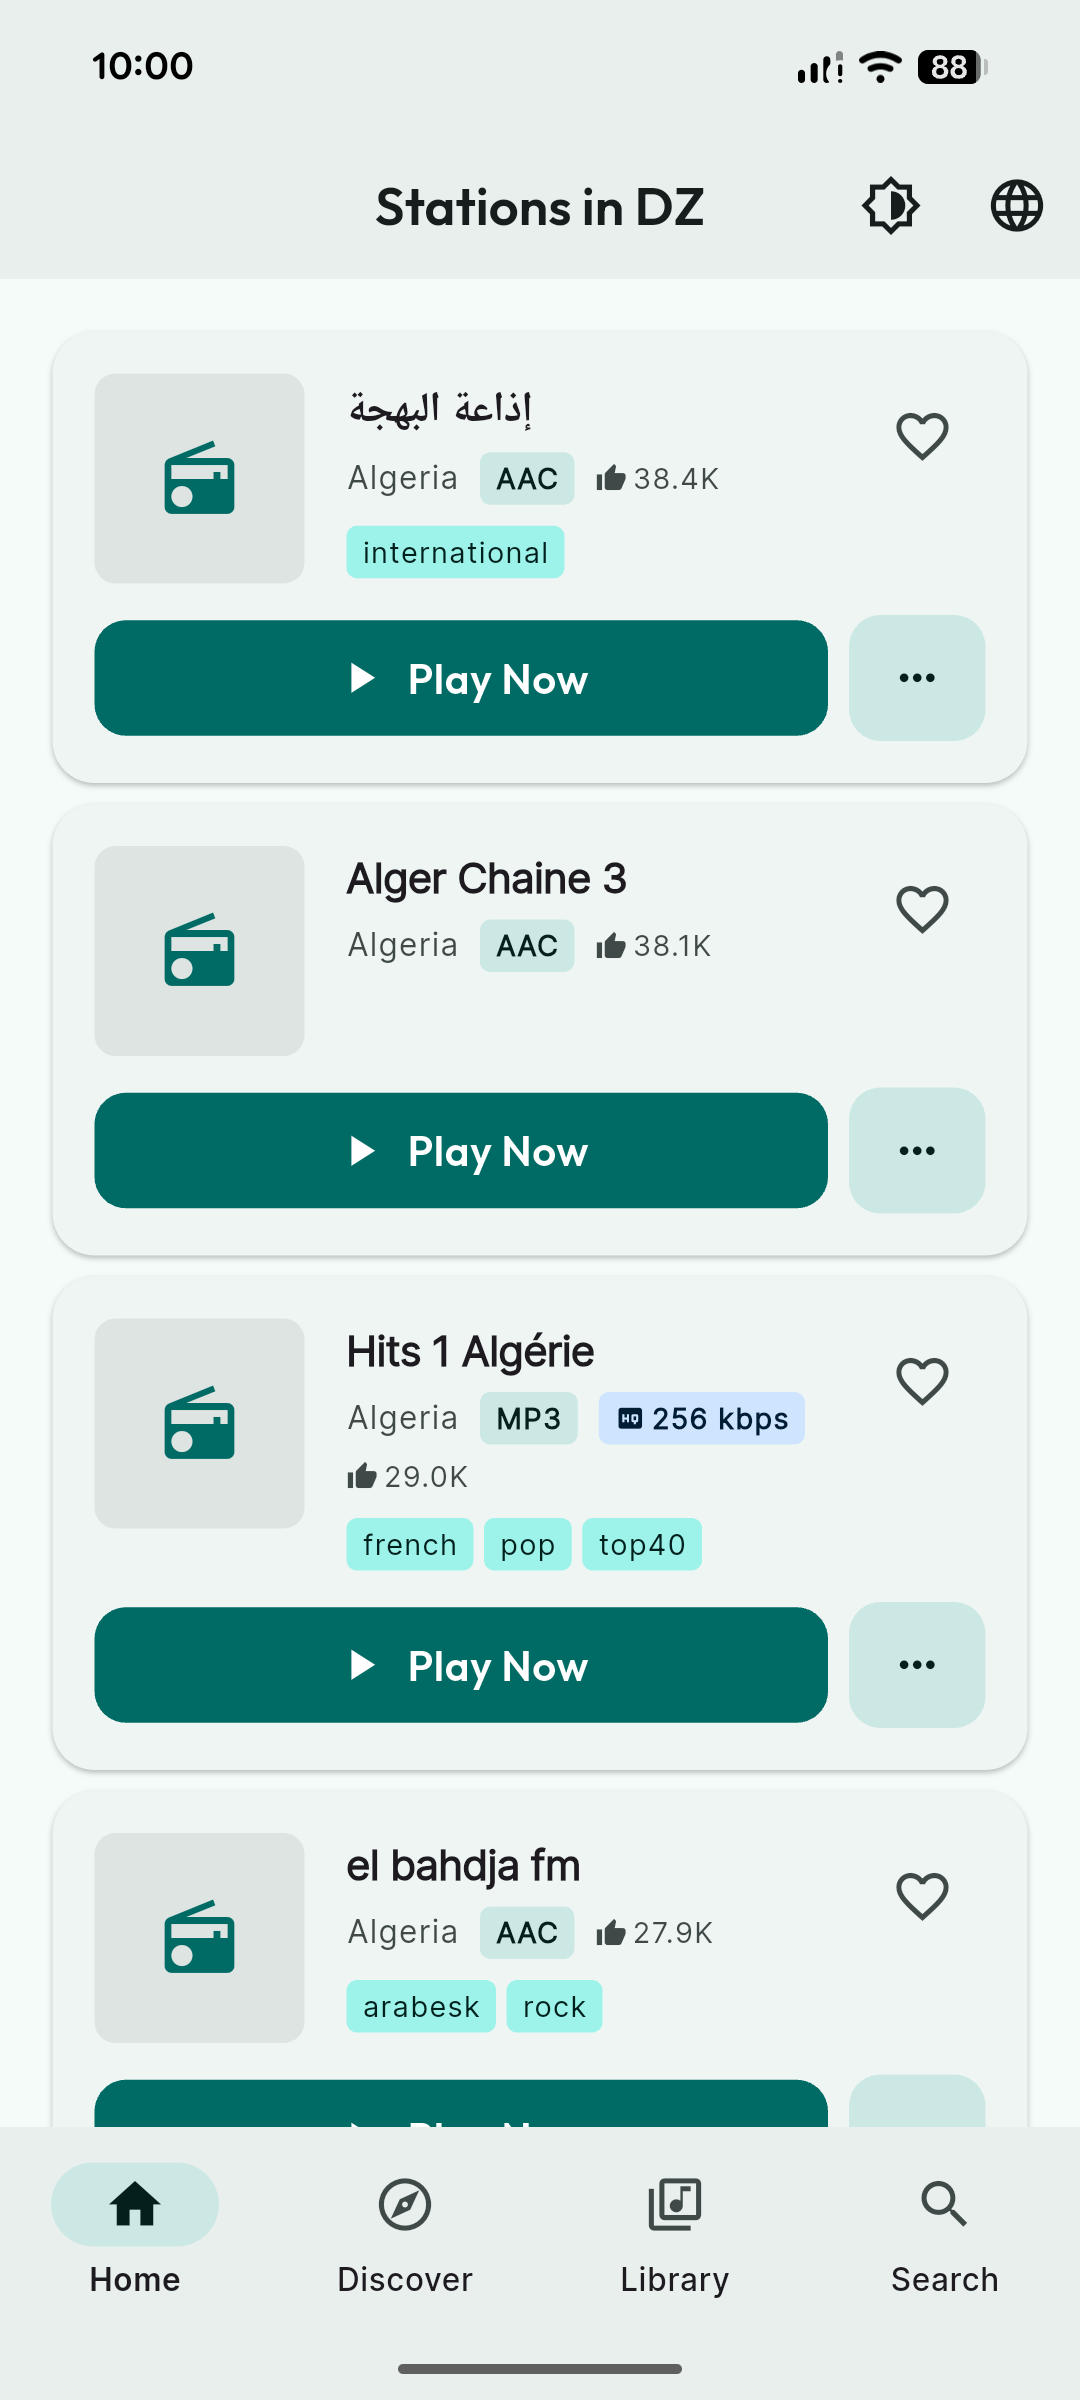 10:00
88
Stations in DZ
إذاعة البهجة
Algeria AAC 38.4K
international
Play Now
Alger Chaine 3
Algeria AAC 38.1K
Play Now
Hits 1 Algérie
Algeria MP3 HQ 256 kbps
29.0K
french pop top40
Play Now
el bahdja fm
Algeria AAC 27.9K
arabesk rock
Home Discover Library Search